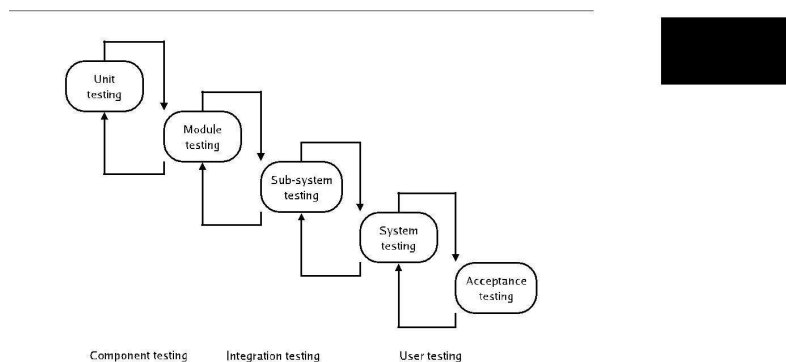 Unit
testing
Module
testing
Sub-system
testing
System
testing
Acceptance
testing
Component testing
Integration testing
User testing